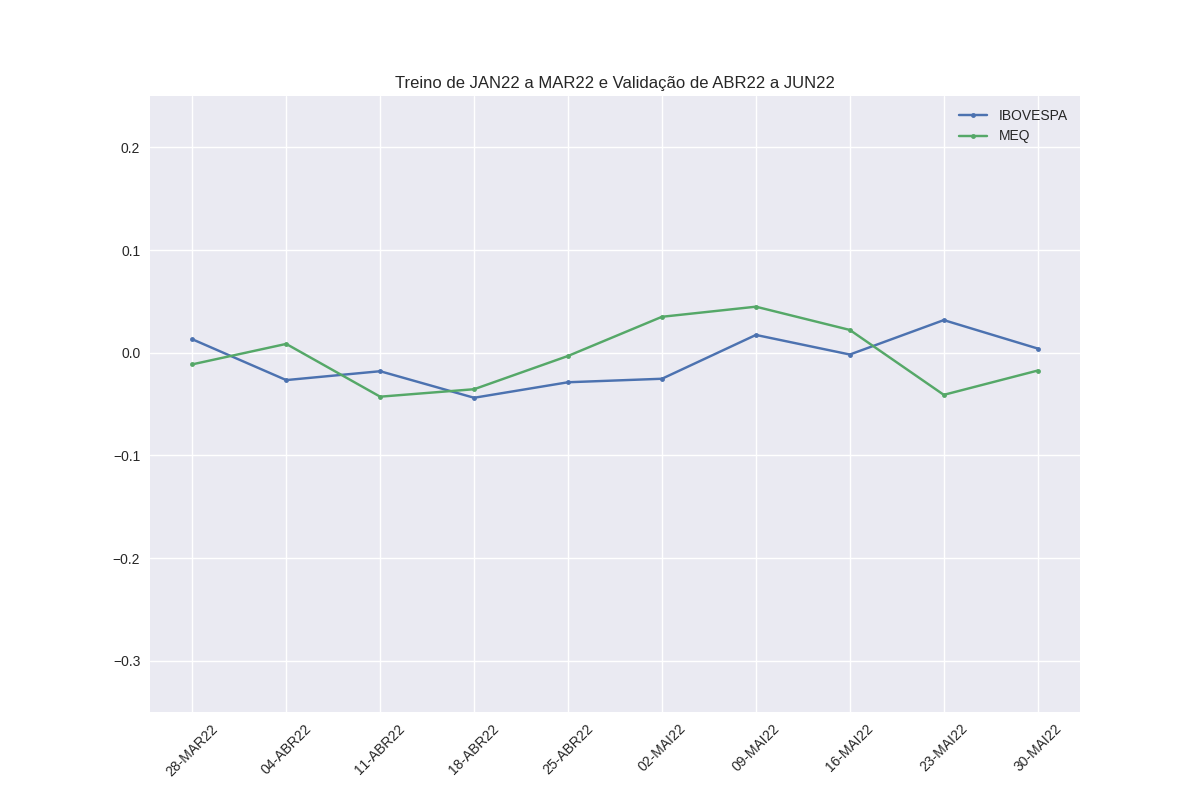 Treino de JAN22 a MAR22 e Validação de ABR22 a JUN22
IBOVESPA
MEQ
0.2
0.1
0.0
−0.1
−0.2
−0.3
28-MAR22
04-ABR22
11-ABR22
18-ABR22
25-ABR22
02-MAI22
09-MAI22
16-MAI22
23-MAI22
30-MAI22